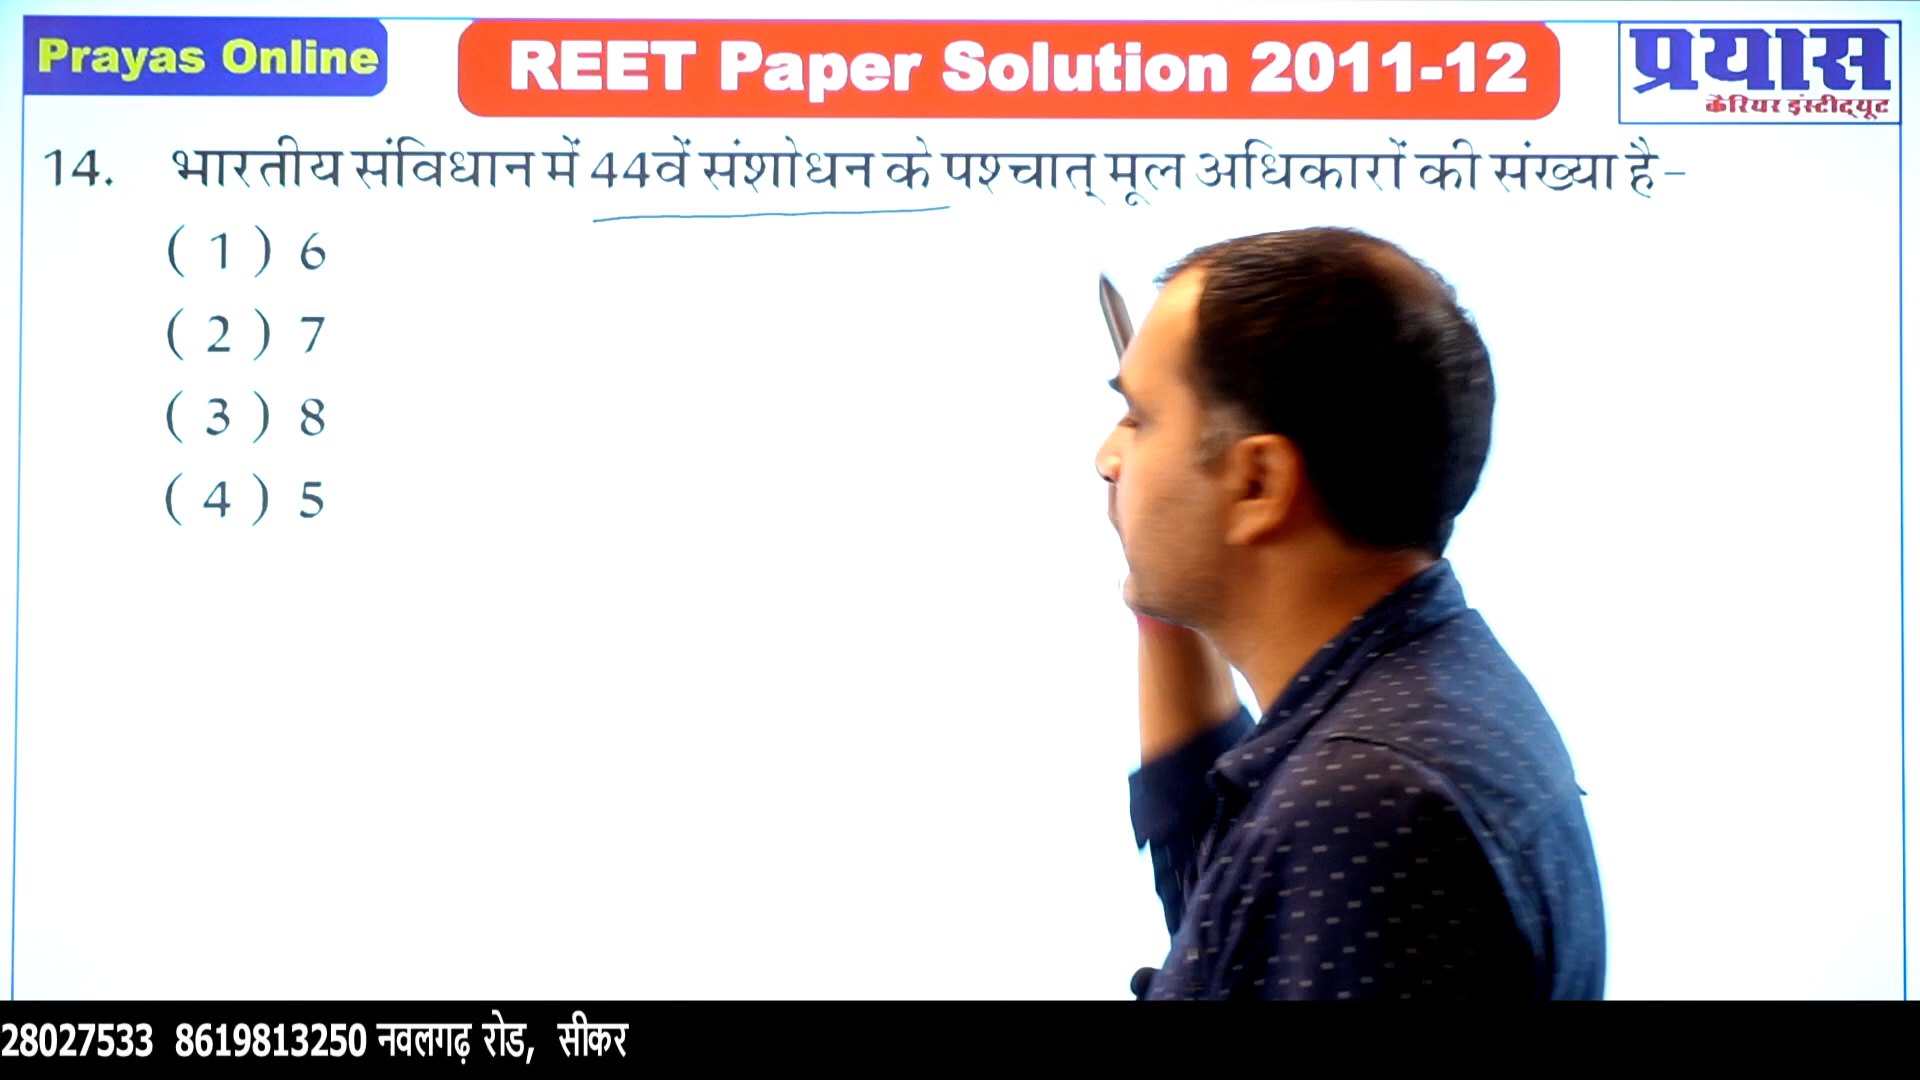 Prayas Online
REET Paper Solution 2011-12
प्रयास
कैरियर इंस्टीट्यूट
14. भारतीय संविधान में 44वें संशोधन के पश्चात् मूल अधिकारों की संख्या है-
( 1 ) 6
( 2 ) 7
( 3 ) 8
( 4 ) 5
28027533 8619813250 नवलगढ़ रोड, सीकर